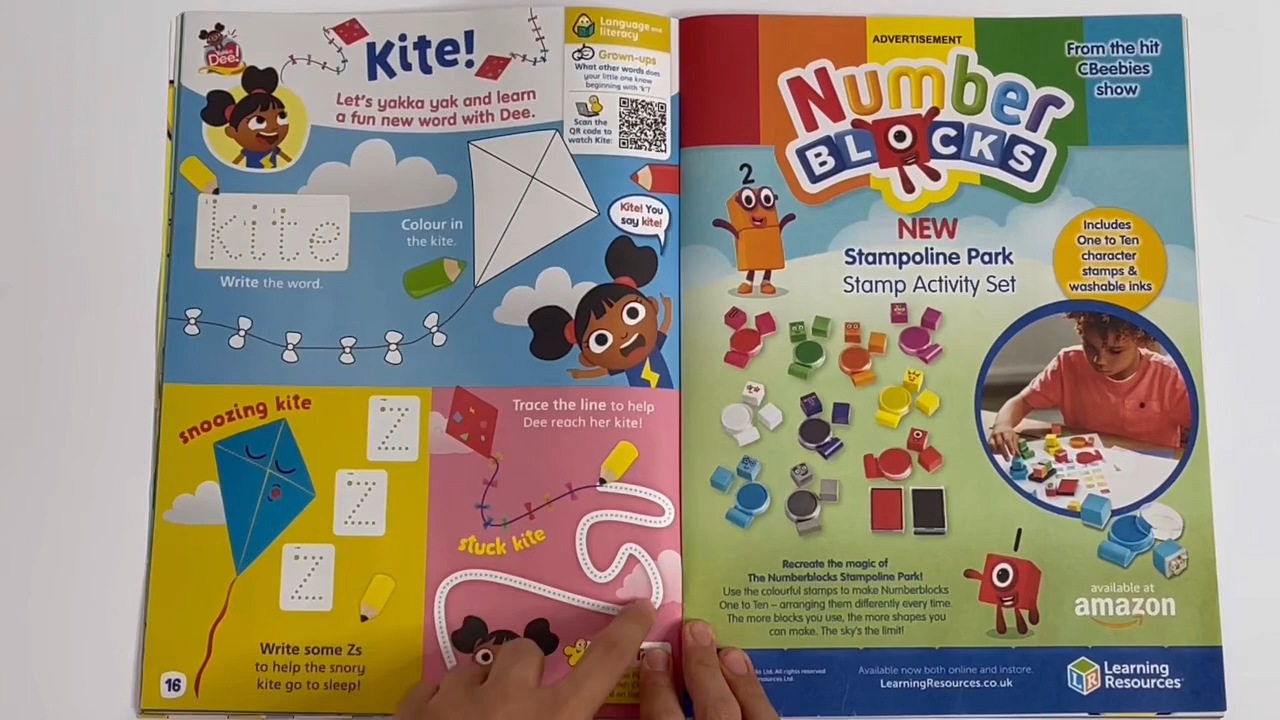 Dee!
Kite!
Let's yakka yak and learn
a fun new word with Dee.
Language and
literacy
Grown-ups
What other words does
your little one know
beginning with 'k'?
Scan the
QR code to
watch Kite:
kite
Write the word.
Colour in
the kite.
Kite! You
say kite!
snoozing kite
Z
Z
Z
Write some Zs
to help the snory
kite go to sleep!
16
Trace the line to help
Dee reach her kite!
stuck kite
ADVERTISEMENT
From the hit
CBeebies
show
Number
BLOCKS
2
NEW
Stampoline Park
Stamp Activity Set
Includes
One to Ten
character
stamps &
washable inks
Recreate the magic of
The Numberblocks Stampoline Park!
Use the colourful stamps to make Numberblocks
One to Ten – arranging them differently every time.
The more blocks you use, the more shapes you
can make. The sky's the limit!
1
available at
amazon
Ltd. All rights reserved
Ltd.
Available now both online and instore.
LearningResources.co.uk
LR
Learning
Resources